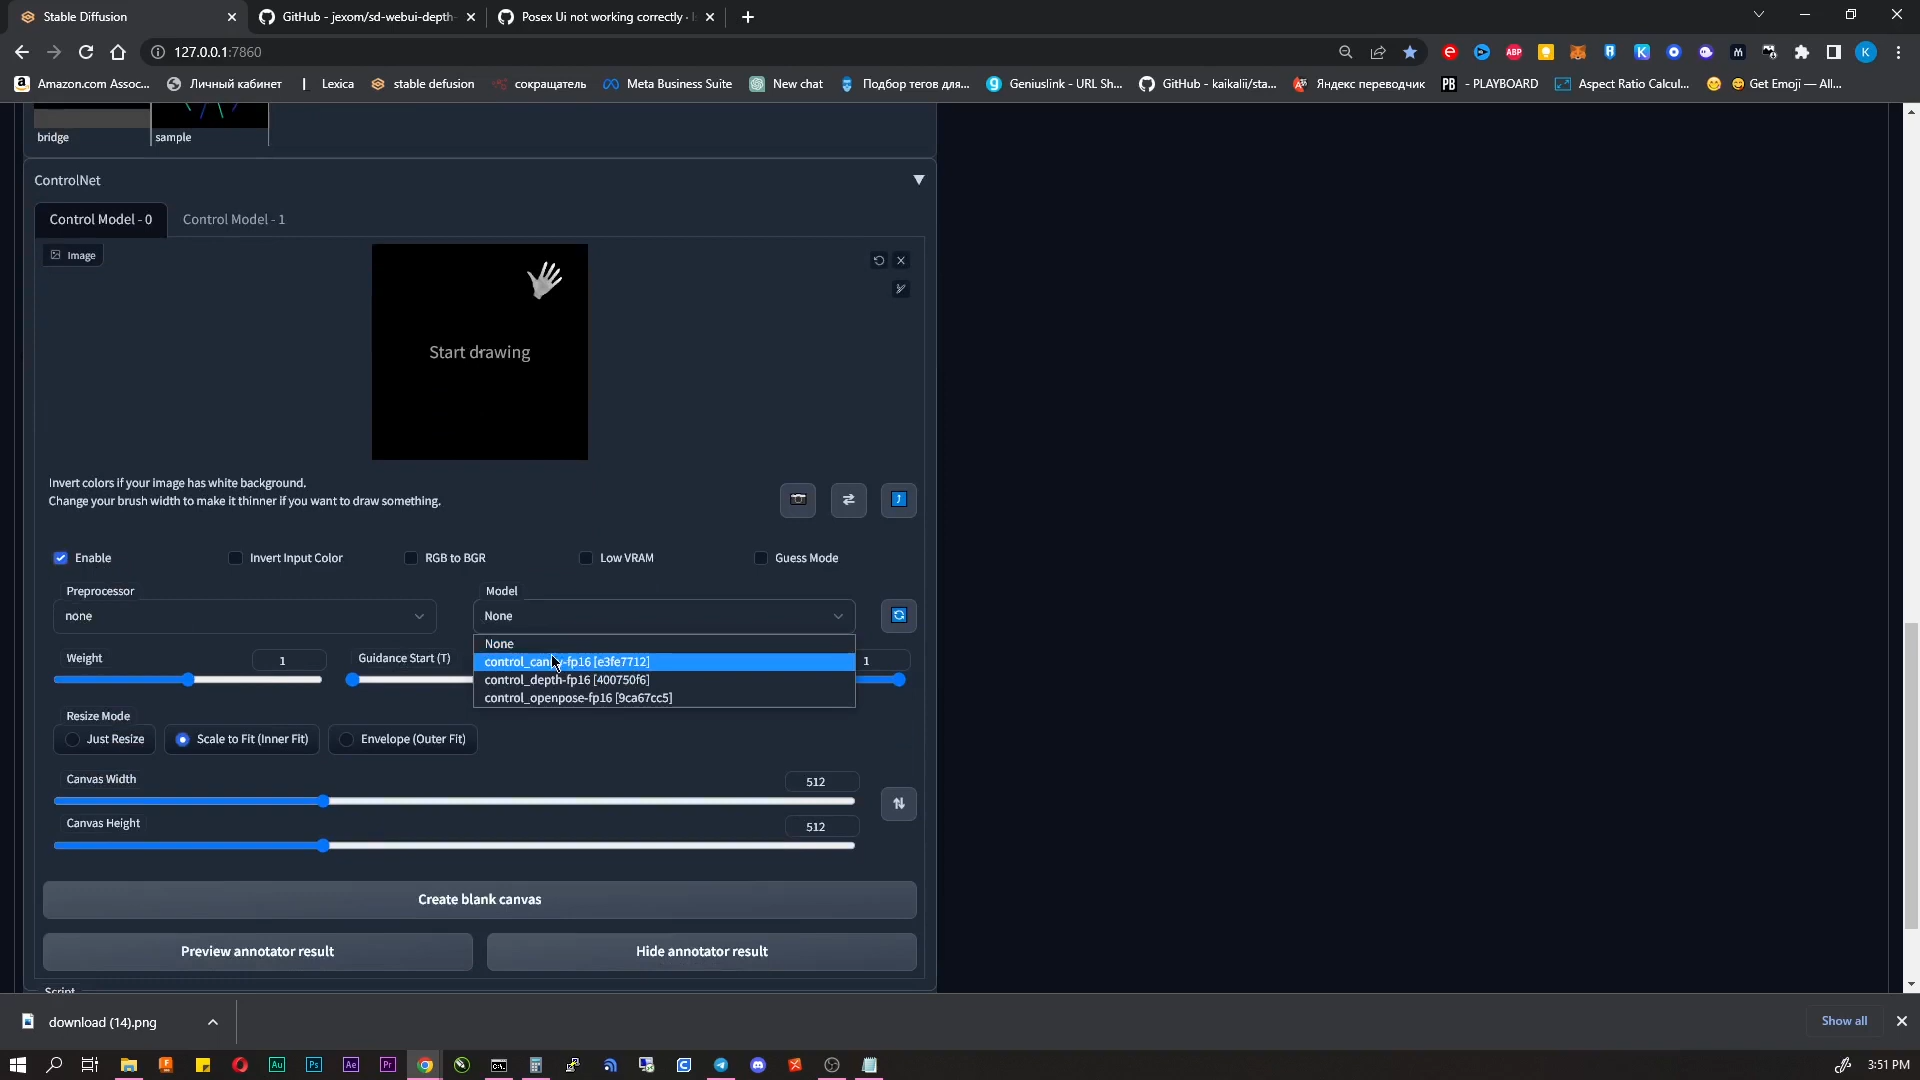 Stable Diffusion
GitHub - jexom/sd-webui-depth-
Posex Ui not working correctly · Is
127.0.0.1:7860
Amazon.com Assoc...
Личный кабинет
Lexica
stable defusion
сокращатель
Meta Business Suite
New chat
Подбор тегов для...
Geniuslink - URL Sh...
GitHub - kaikalii/sta...
Яндекс переводчик
PB - PLAYBOARD
Aspect Ratio Calcul...
Get Emoji — All...
bridge
sample
ControlNet
Control Model - 0
Control Model - 1
Image
Start drawing
Invert colors if your image has white background.
Change your brush width to make it thinner if you want to draw something.
Enable
Invert Input Color
RGB to BGR
Low VRAM
Guess Mode
Preprocessor
Model
none
None
None
control_canny-fp16 [e3fe7712]
control_depth-fp16 [400750f6]
control_openpose-fp16 [9ca67cc5]
Weight
1
Guidance Start (T)
1
Resize Mode
Just Resize
Scale to Fit (Inner Fit)
Envelope (Outer Fit)
Canvas Width
512
Canvas Height
512
Create blank canvas
Preview annotator result
Hide annotator result
Script
download (14).png
Show all
3:51 PM